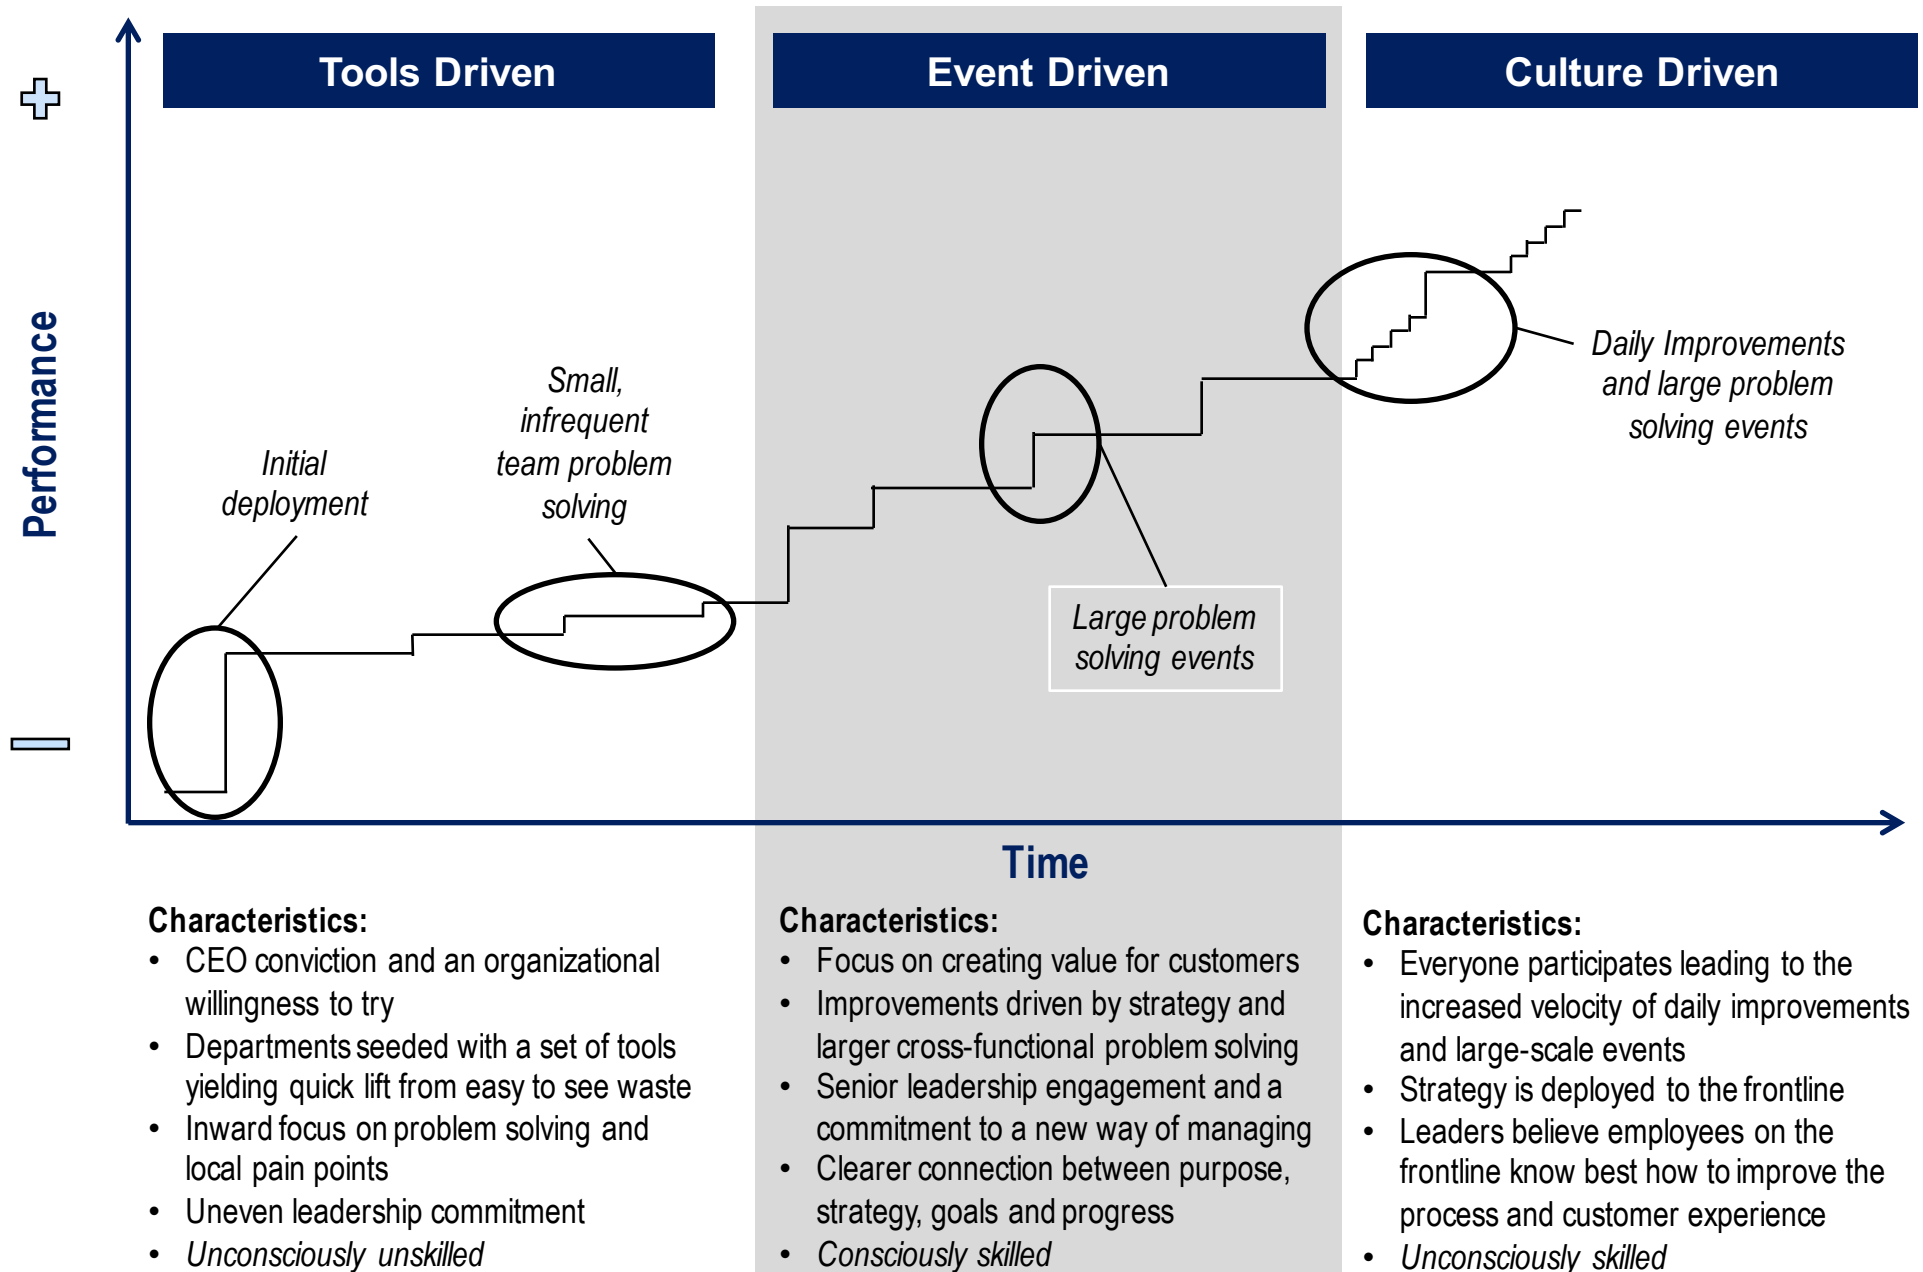 Tools Driven
Event Driven
Culture Driven
Performance
Initial
deployment
Small,
infrequent
team problem
solving
Large problem
solving events
Daily Improvements
and large problem
solving events
Time
Characteristics:
• CEO conviction and an organizational
willingness to try
• Departments seeded with a set of tools
yielding quick lift from easy to see waste
• Inward focus on problem solving and
local pain points
• Uneven leadership commitment
• Unconsciously unskilled
Characteristics:
• Focus on creating value for customers
• Improvements driven by strategy and
larger cross-functional problem solving
• Senior leadership engagement and a
commitment to a new way of managing
• Clearer connection between purpose,
strategy, goals and progress
• Consciously skilled
Characteristics:
• Everyone participates leading to the
increased velocity of daily improvements
and large-scale events
• Strategy is deployed to the frontline
• Leaders believe employees on the
frontline know best how to improve the
process and customer experience
• Unconsciously skilled